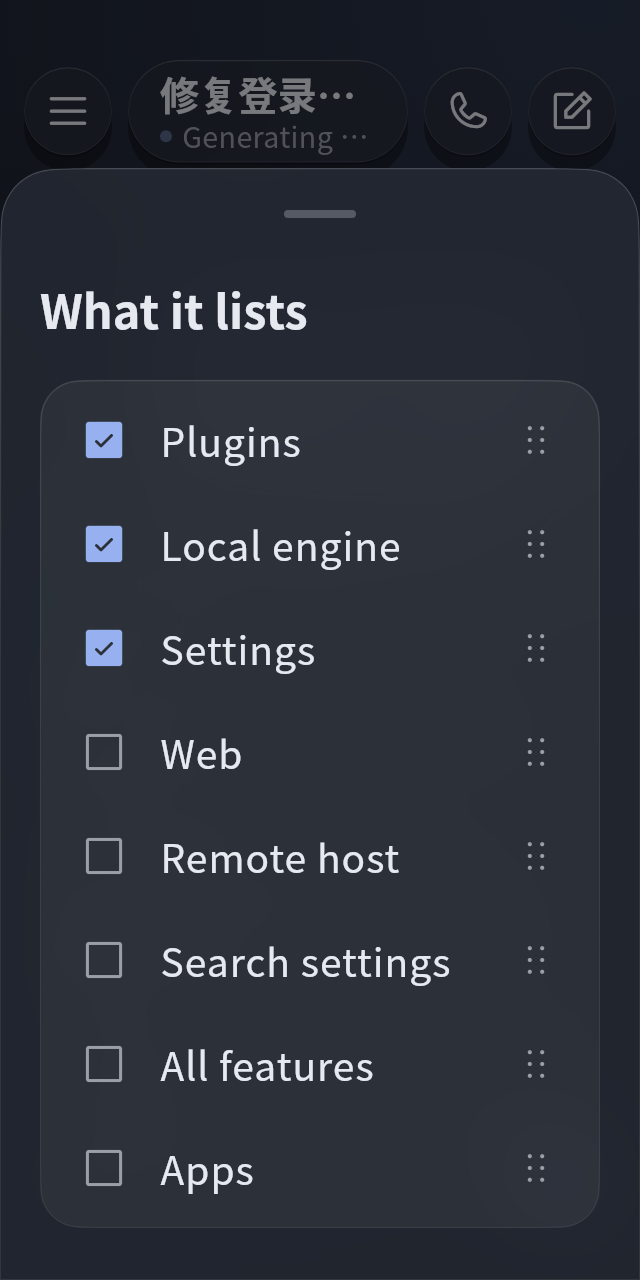 修复登录…
Generating …
What it lists
Plugins
Local engine
Settings
Web
Remote host
Search settings
All features
Apps